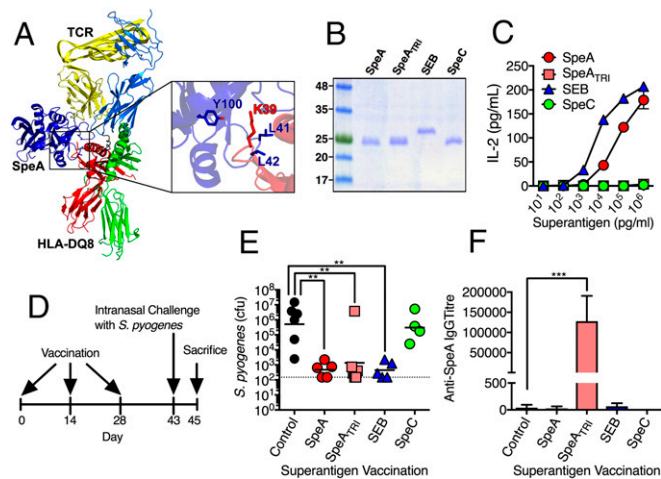 A
TCR
SpeA
HLA-DQ8
Y100
K39
L41
L42
B
SpeA
SpeATRI
SEB
SpeC
48
35
25
17
C
IL-2
(pg/mL)
250
200
150
100
50
0
10¹
10²
10³
10⁴
10⁵
10⁶
Superantigen (pg/ml)
SpeA
SpeATRI
SEB
SpeC
D
Intranasal Challenge
with S. pyogenes
Sacrifice
Vaccination
0
14
28
43
45
Day
E
S. pyogenes (cfu)
10⁸
10⁷
10⁶
10⁵
10⁴
10³
10²
10¹
10⁰
**
**
**
Control
SpeA
SpeATRI
SEB
SpeC
Superantigen Vaccination
F
Anti-SpeA IgGTitre
200000
150000
100000
50000
500
0
***
Control
SpeA
SpeATRI
SEB
SpeC
Superantigen Vaccination